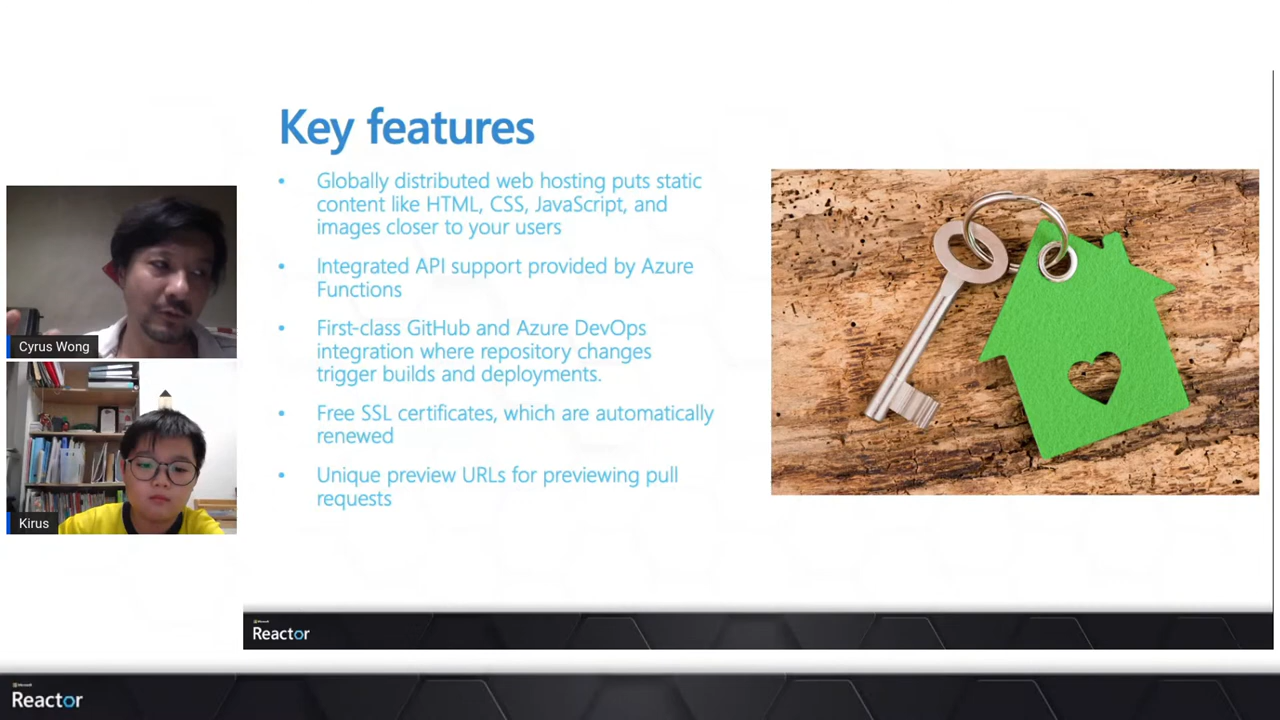 Key features
• Globally distributed web hosting puts static
content like HTML, CSS, JavaScript, and
images closer to your users
• Integrated API support provided by Azure
Functions
• First-class GitHub and Azure DevOps
integration where repository changes
trigger builds and deployments.
• Free SSL certificates, which are automatically
renewed
• Unique preview URLs for previewing pull
requests
Cyrus Wong
Kirus
Microsoft
Reactor
Microsoft
Reactor